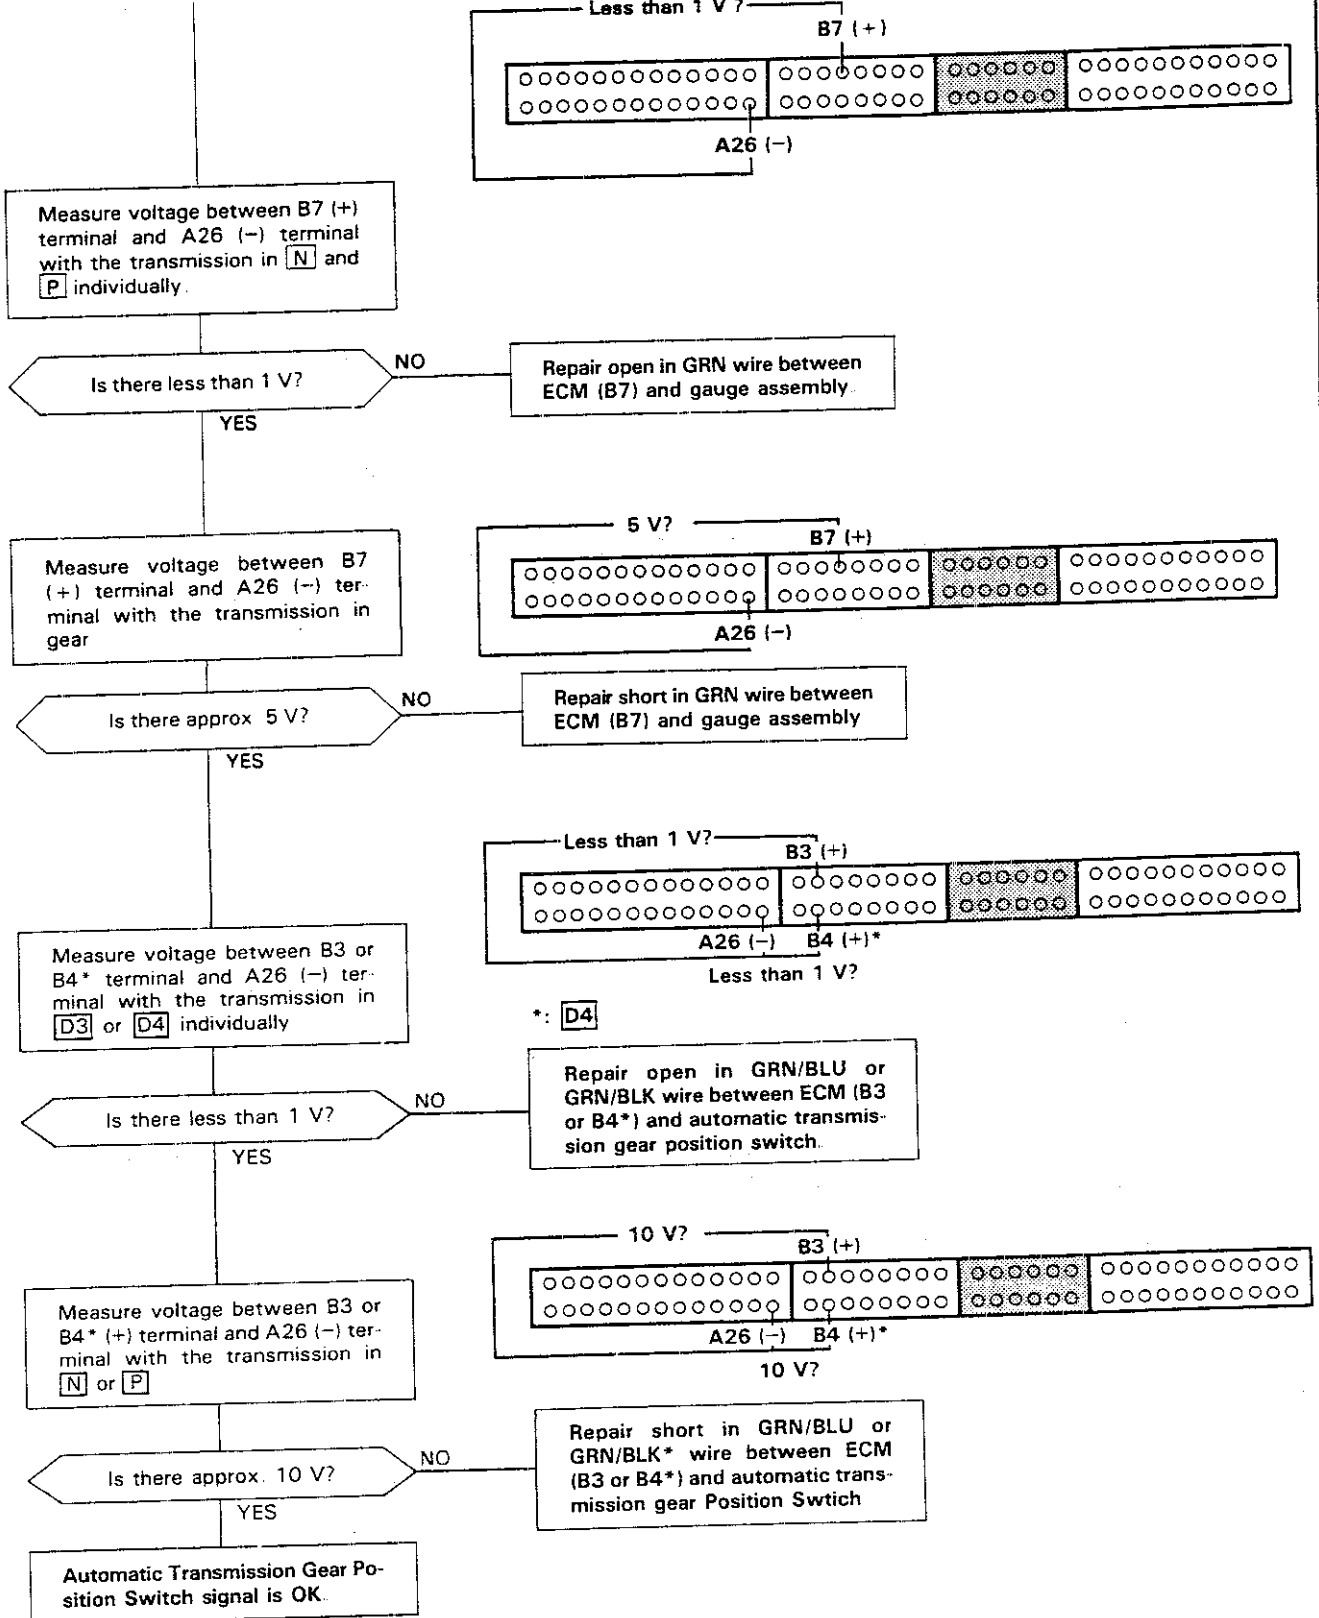 Less than 1 V?
B7 (+)
A26 (−)
Measure voltage between B7 (+)
terminal and A26 (−) terminal
with the transmission in N and
P individually.
Is there less than 1 V?
NO
Repair open in GRN wire between
ECM (B7) and gauge assembly.
YES
5 V?
B7 (+)
A26 (−)
Measure voltage between B7
(+) terminal and A26 (−) ter-
minal with the transmission in
gear
Is there approx 5 V?
NO
Repair short in GRN wire between
ECM (B7) and gauge assembly
YES
Less than 1 V?
B3 (+)
A26 (−) B4 (+)*
Less than 1 V?
*: D4
Measure voltage between B3 or
B4* terminal and A26 (−) ter-
minal with the transmission in
D3 or D4 individually
Is there less than 1 V?
NO
Repair open in GRN/BLU or
GRN/BLK wire between ECM (B3
or B4*) and automatic transmis-
sion gear position switch.
YES
10 V?
B3 (+)
A26 (−) B4 (+)*
10 V?
Measure voltage between B3 or
B4* (+) terminal and A26 (−) ter-
minal with the transmission in
N or P
Is there approx. 10 V?
NO
Repair short in GRN/BLU or
GRN/BLK* wire between ECM
(B3 or B4*) and automatic trans-
mission gear Position Swtich
YES
Automatic Transmission Gear Po-
sition Switch signal is OK.